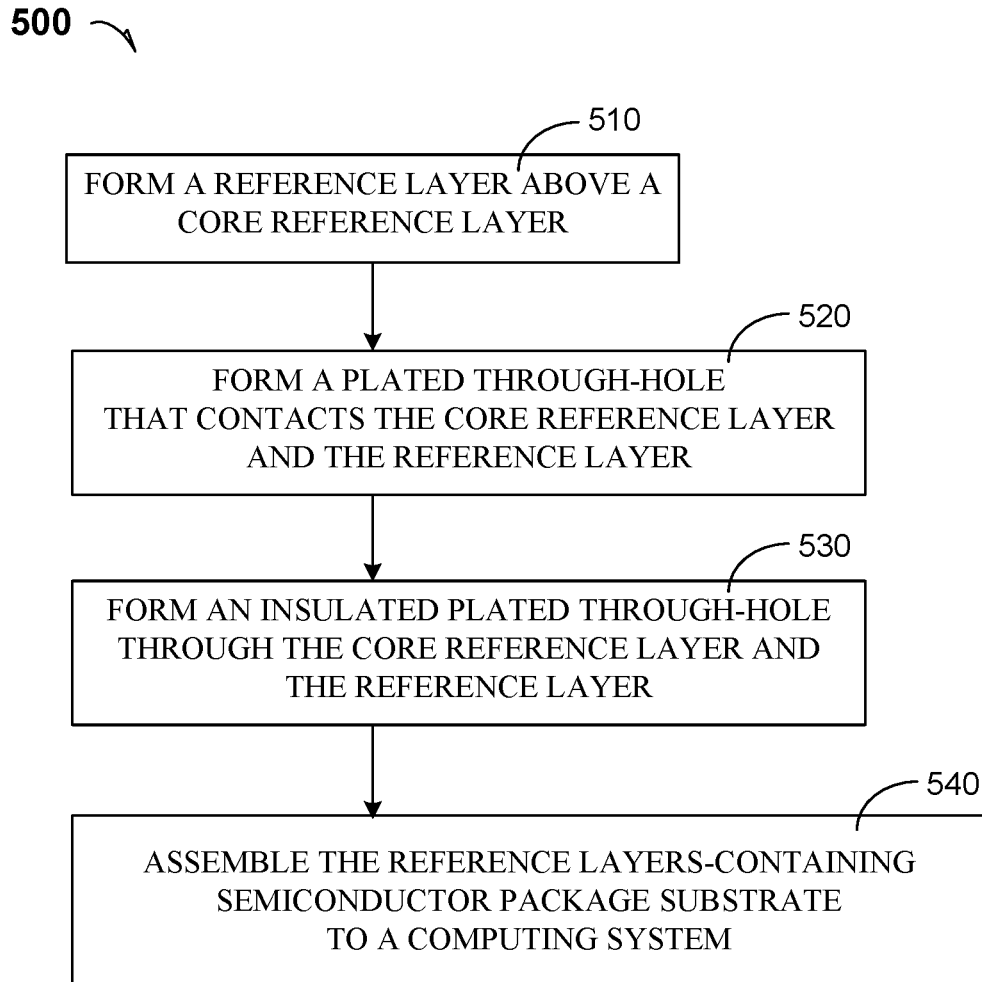 500
510
FORM A REFERENCE LAYER ABOVE A
CORE REFERENCE LAYER
520
FORM A PLATED THROUGH-HOLE
THAT CONTACTS THE CORE REFERENCE LAYER
AND THE REFERENCE LAYER
530
FORM AN INSULATED PLATED THROUGH-HOLE
THROUGH THE CORE REFERENCE LAYER AND
THE REFERENCE LAYER
540
ASSEMBLE THE REFERENCE LAYERS-CONTAINING
SEMICONDUCTOR PACKAGE SUBSTRATE
TO A COMPUTING SYSTEM